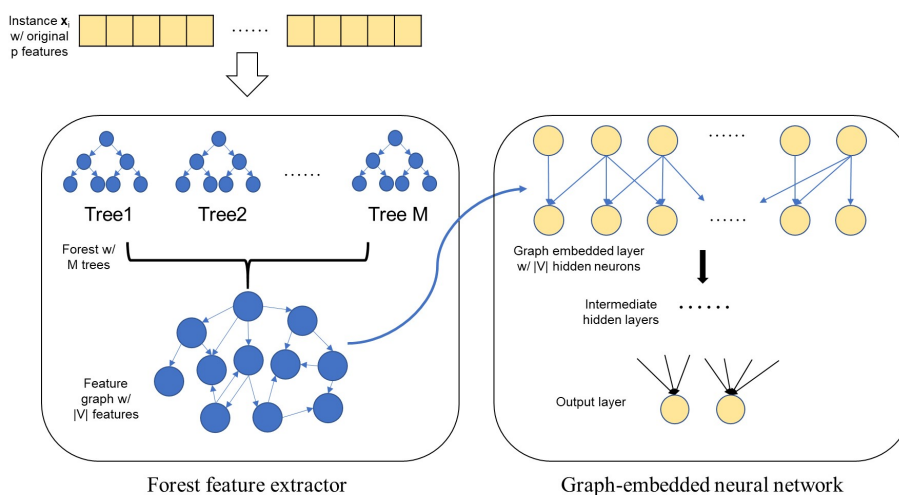 Instance xᵢ
w/ original
p features
......
Tree1
Tree2
......
Tree M
Forest w/
M trees
Feature
graph w/
|V| features
Forest feature extractor
......
......
Graph embedded layer
w/ |V| hidden neurons
Intermediate
hidden layers
......
Output layer
Graph-embedded neural network